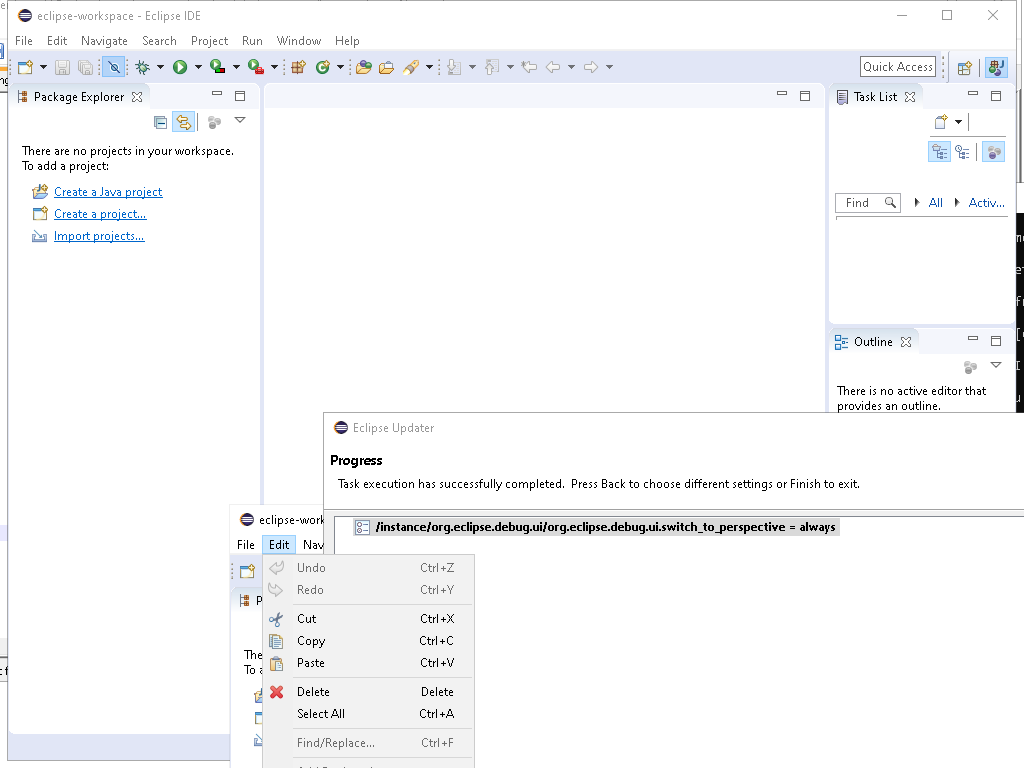 eclipse-workspace - Eclipse IDE
File Edit Navigate Search Project Run Window Help
Quick Access
Package Explorer
There are no projects in your workspace.
To add a project:
Create a Java project
Create a project...
Import projects...
Task List
Find All Activ...
Outline
There is no active editor that
provides an outline.
Eclipse Updater
Progress
Task execution has successfully completed. Press Back to choose different settings or Finish to exit.
/instance/org.eclipse.debug.ui/org.eclipse.debug.ui.switch_to_perspective = always
eclipse-work
File Edit Nav
P
The
To a
Undo Ctrl+Z
Redo Ctrl+Y
Cut Ctrl+X
Copy Ctrl+C
Paste Ctrl+V
Delete Delete
Select All Ctrl+A
Find/Replace... Ctrl+F